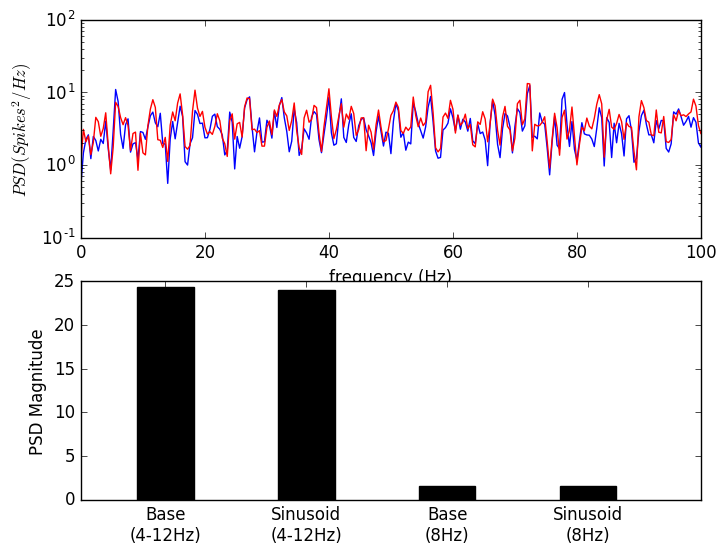 10^2
10^1
10^0
10^-1
PSD(Spikes^2/Hz)
0 20 40 60 80 100
frequency (Hz)
25
20
15
10
5
0
PSD Magnitude
Base Sinusoid Base Sinusoid
(4-12Hz) (4-12Hz) (8Hz) (8Hz)